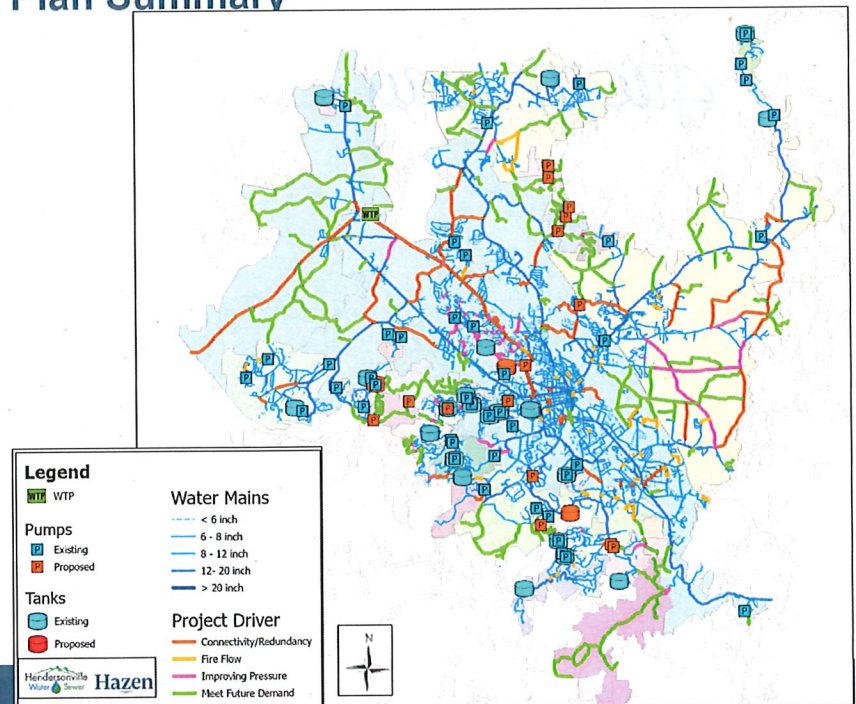 Plan Summary
WTP
Legend
WTP WTP
Pumps
P Existing
P Proposed
Tanks
Existing
Proposed
Water Mains
< 6 inch
6 - 8 inch
8 - 12 inch
12- 20 inch
> 20 inch
Project Driver
Connectivity/Redundancy
Fire Flow
Improving Pressure
Meet Future Demand
Hendersonville
Water Sewer
Hazen
N